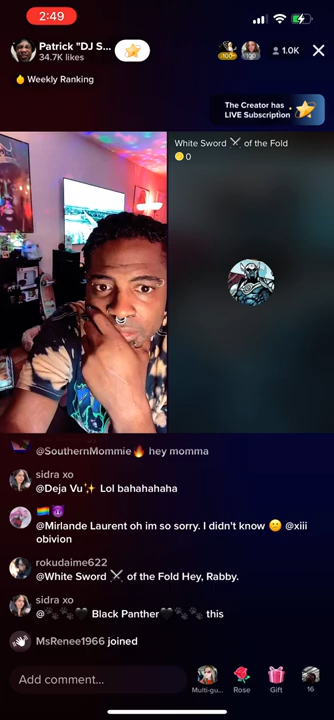 2:49
Patrick "DJ S...
34.7K likes
100+
100
1.0K
Weekly Ranking
The Creator has
LIVE Subscription
White Sword ⚔ of the Fold
0
@SouthernMommie🔥 hey momma
sidra xo
@Deja Vu✨ Lol bahahahaha
🏳️‍🌈😈
@Mirlande Laurent oh im so sorry. I didn't know 🙁 @xiii
obivion
rokudaime622
@White Sword ⚔ of the Fold Hey, Rabby.
sidra xo
@🐾🐾🖤 Black Panther🖤🐾🐾 this
MsRenee1966 joined
Add comment...
Multi-gu...
Rose
Gift
16